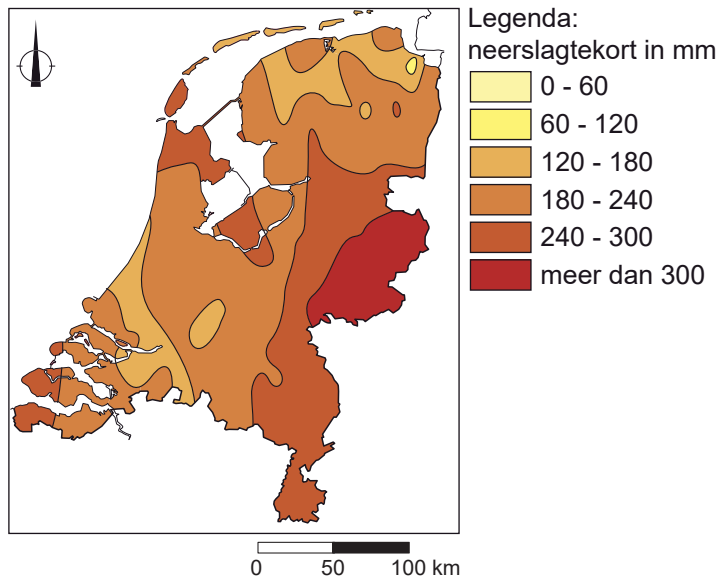 Legenda:
neerslagtekort in mm
0 - 60
60 - 120
120 - 180
180 - 240
240 - 300
meer dan 300
0 50 100 km